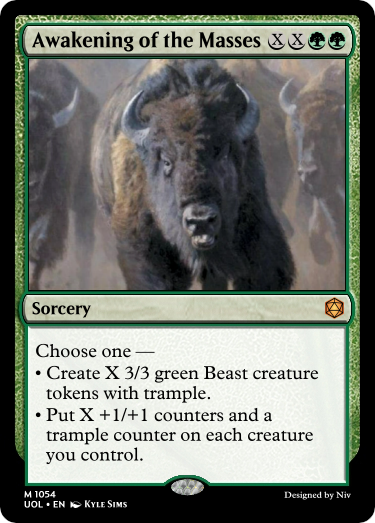 Awakening of the Masses X X
Sorcery
Choose one —
• Create X 3/3 green Beast creature
tokens with trample.
• Put X +1/+1 counters and a
trample counter on each creature
you control.
M 1054
Designed by Niv
UOL • EN KYLE SIMS